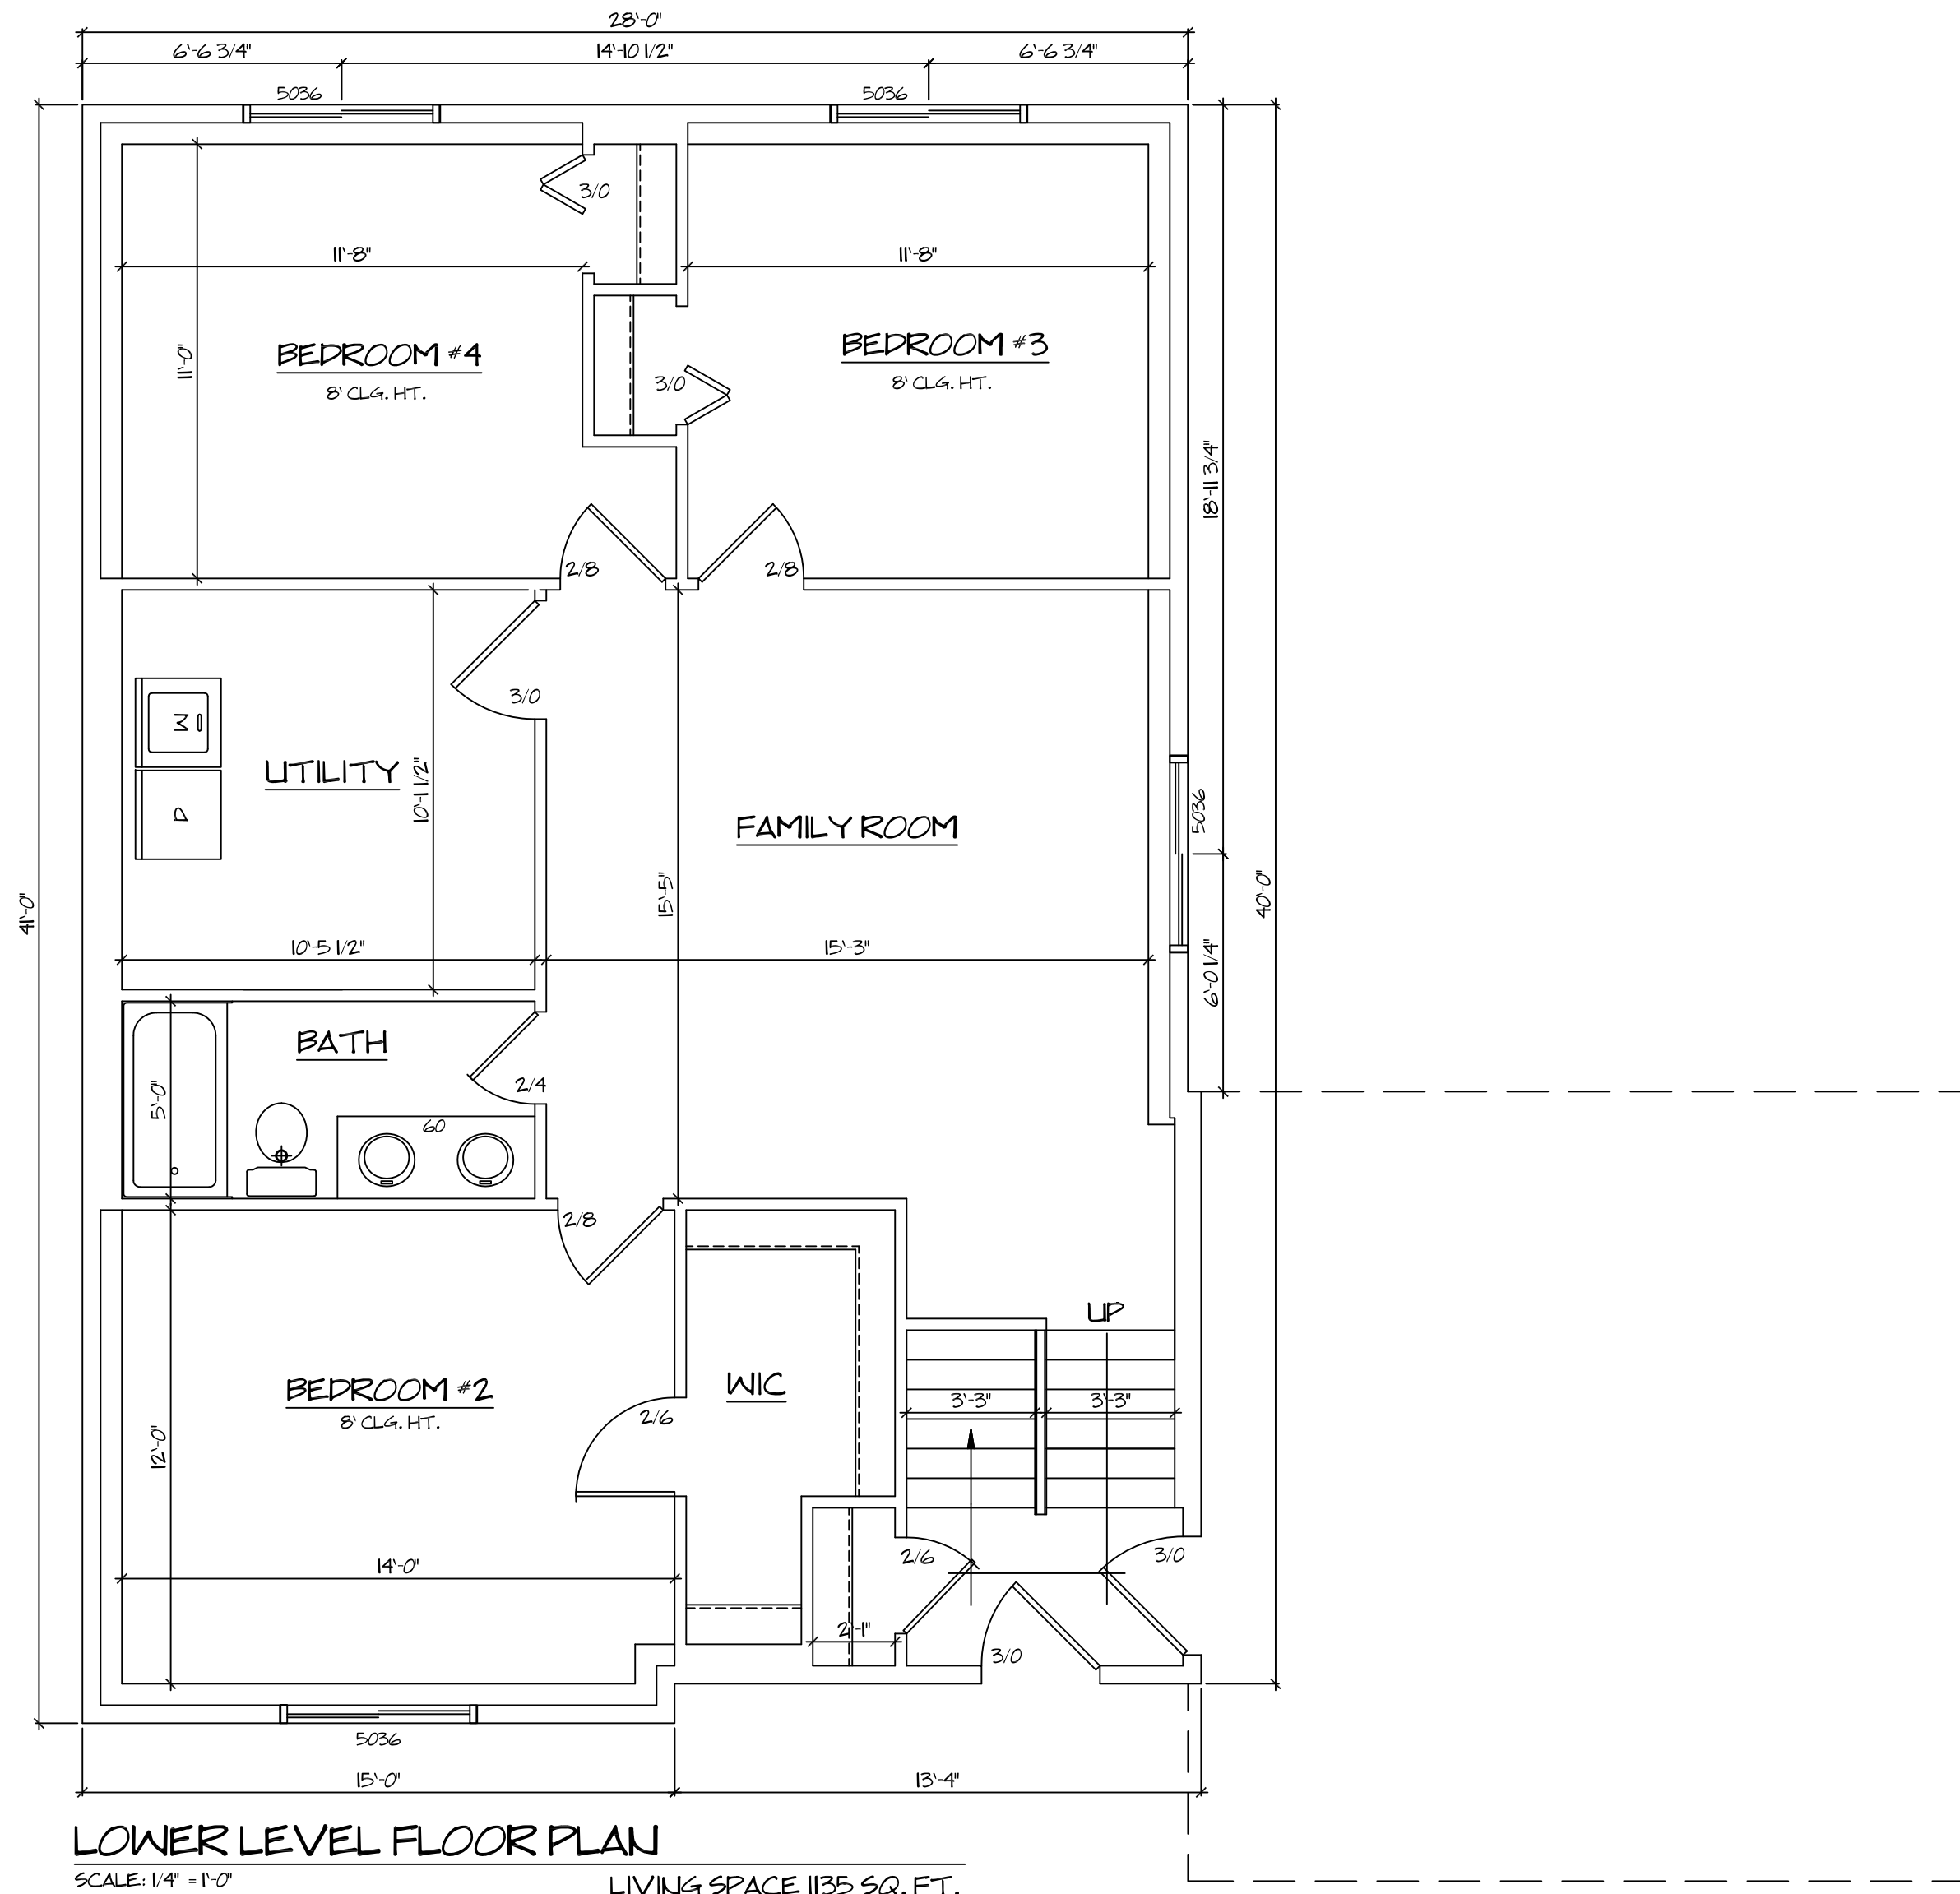 28'-0"
6'-6 3/4" 14'-10 1/2" 6'-6 3/4"
5036 5036
3/0
11'-8" 11'-8"
BEDROOM #4
8' CLG. HT.
11'-0"
BEDROOM #3
8' CLG. HT.
3/0
18'-11 3/4"
2/8 2/8
3/0
W
D
UTILITY
10'-1 1/2"
FAMILY ROOM
5036
41'-0"
15'-5"
40'-0"
10'-5 1/2" 15'-3"
6'-0 1/4"
BATH
5'-0"
2/4
60
2/8
UP
BEDROOM #2
8' CLG. HT.
WIC
3'-3" 3'-3"
2/6
12'-0"
14'-0"
2/6 3/0
2'-1"
3/0
5036
15'-0" 13'-4"
LOWER LEVEL FLOOR PLAN
SCALE: 1/4" = 1'-0"
LIVING SPACE 1135 SQ. FT.